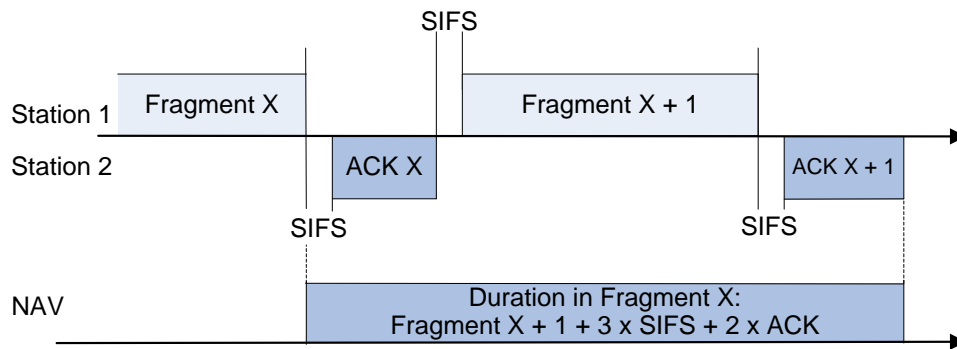 SIFS
Fragment X
Fragment X + 1
Station 1
Station 2
ACK X
ACK X + 1
SIFS
SIFS
NAV
Duration in Fragment X:
Fragment X + 1 + 3 x SIFS + 2 x ACK